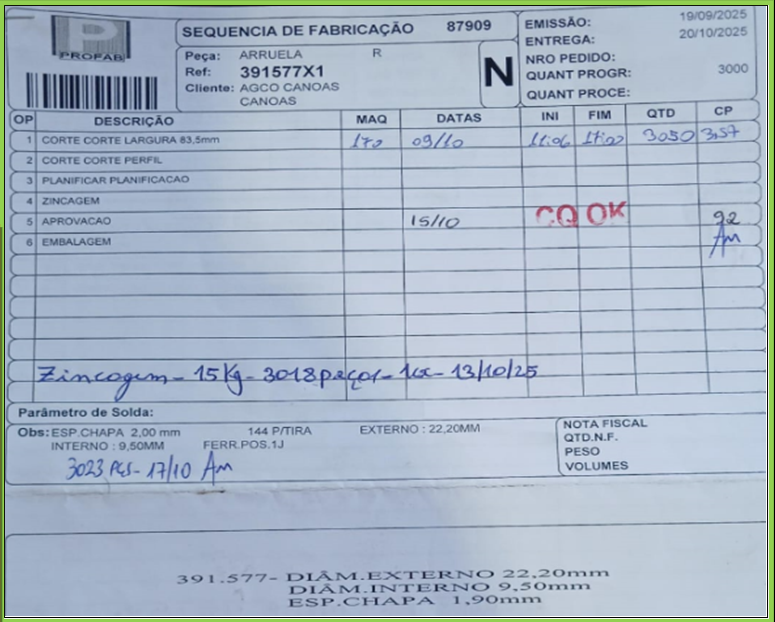 PROFAB
SEQUENCIA DE FABRICAÇÃO 87909
Peça: ARRUELA R
Ref: 391577X1
Cliente: AGCO CANOAS
CANOAS
N
EMISSÃO: 19/09/2025
ENTREGA: 20/10/2025
NRO PEDIDO:
QUANT PROGR: 3000
QUANT PROCE:
OP DESCRIÇÃO MAQ DATAS INI FIM QTD CP
1 CORTE CORTE LARGURA 83,5mm 170 09/10 11:06 17:02 3050 357
2 CORTE CORTE PERFIL
3 PLANIFICAR PLANIFICACAO
4 ZINCAGEM
5 APROVACAO 15/10 CQ OK 92
6 EMBALAGEM Am
Zincagem - 15Kg - 3018 peças - 1cx - 13/10/25
Parâmetro de Solda:
Obs: ESP.CHAPA 2,00 mm 144 P/TIRA EXTERNO : 22,20MM
INTERNO : 9,50MM FERR.POS.1J
3023 PÇS - 17/10 Am
NOTA FISCAL
QTD.N.F.
PESO
VOLUMES
391.577- DIÂM.EXTERNO 22,20mm
DIÂM.INTERNO 9,50mm
ESP.CHAPA 1,90mm